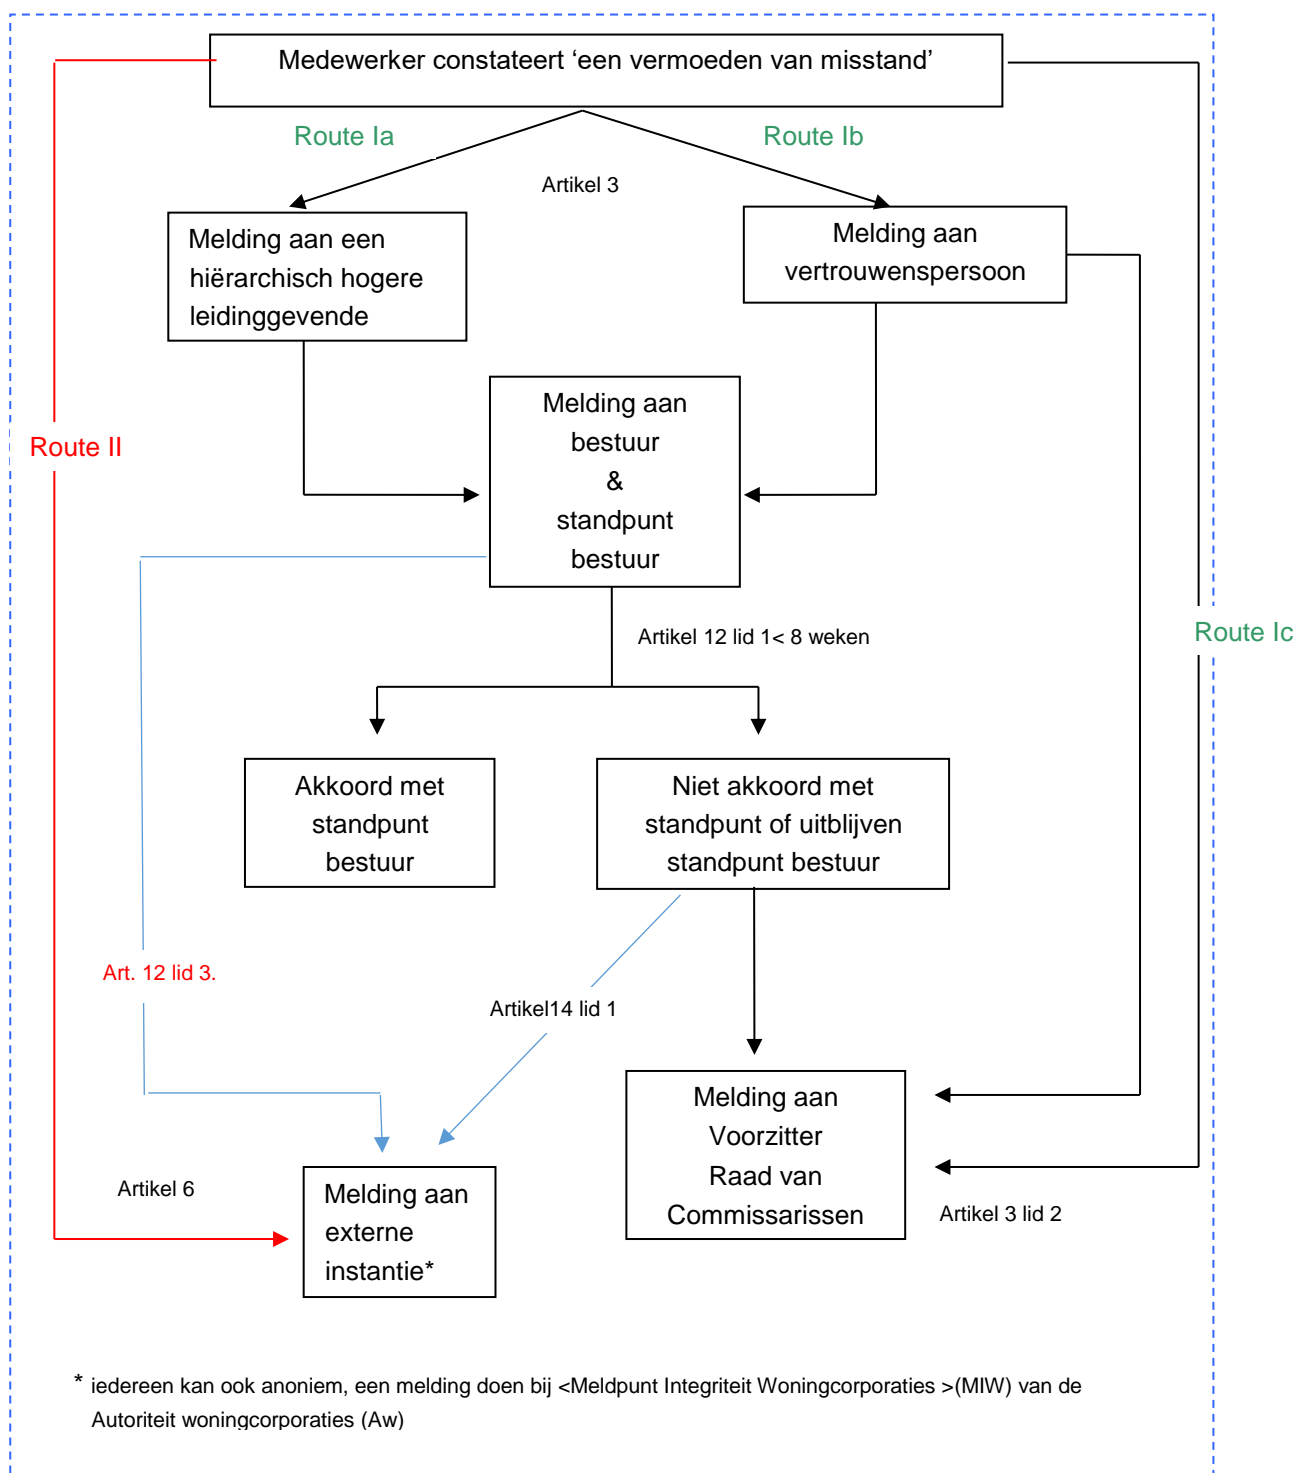 Medewerker constateert ‘een vermoeden van misstand’
Route Ia
Route Ib
Artikel 3
Melding aan een
hiërarchisch hogere
leidinggevende
Melding aan
vertrouwenspersoon
Melding aan
bestuur
&
standpunt
bestuur
Route II
Artikel 12 lid 1< 8 weken
Route Ic
Akkoord met
standpunt
bestuur
Niet akkoord met
standpunt of uitblijven
standpunt bestuur
Art. 12 lid 3.
Artikel14 lid 1
Melding aan
Voorzitter
Raad van
Commissarissen
Artikel 6
Melding aan
externe
instantie*
Artikel 3 lid 2
* iedereen kan ook anoniem, een melding doen bij <Meldpunt Integriteit Woningcorporaties >(MIW) van de
Autoriteit woningcorporaties (Aw)